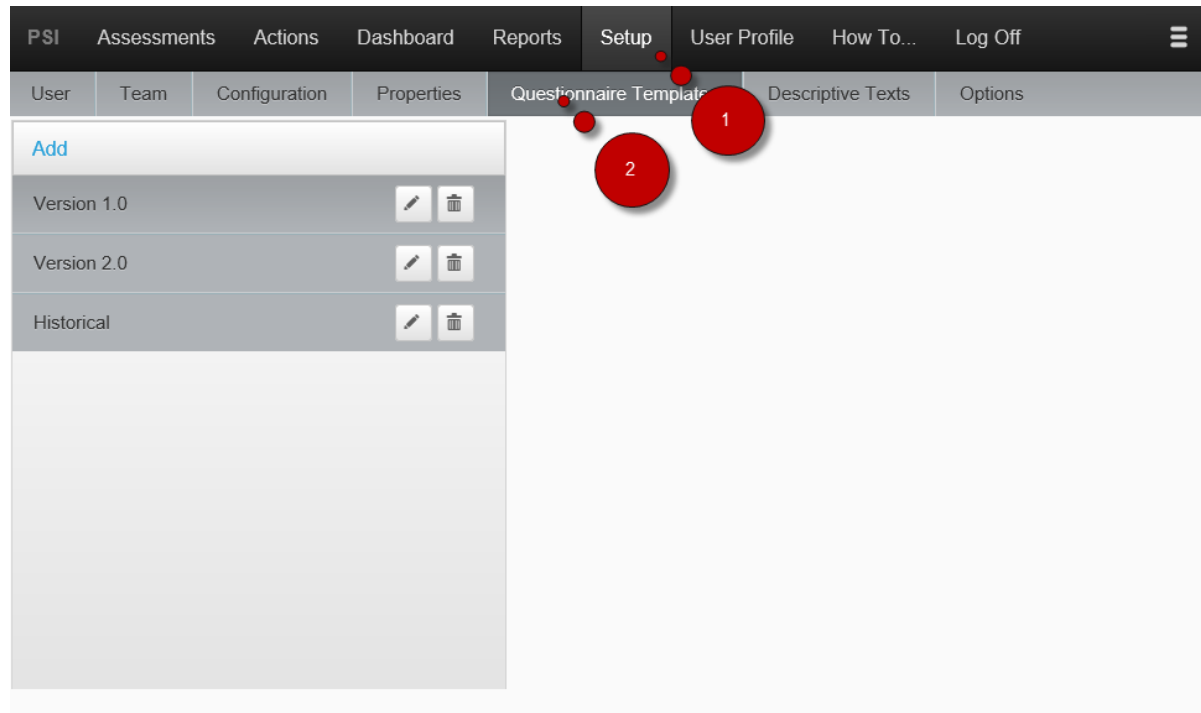 PSI Assessments Actions Dashboard Reports Setup User Profile How To... Log Off
User Team Configuration Properties Questionnaire Template Descriptive Texts Options
1
Add
2
Version 1.0
Version 2.0
Historical